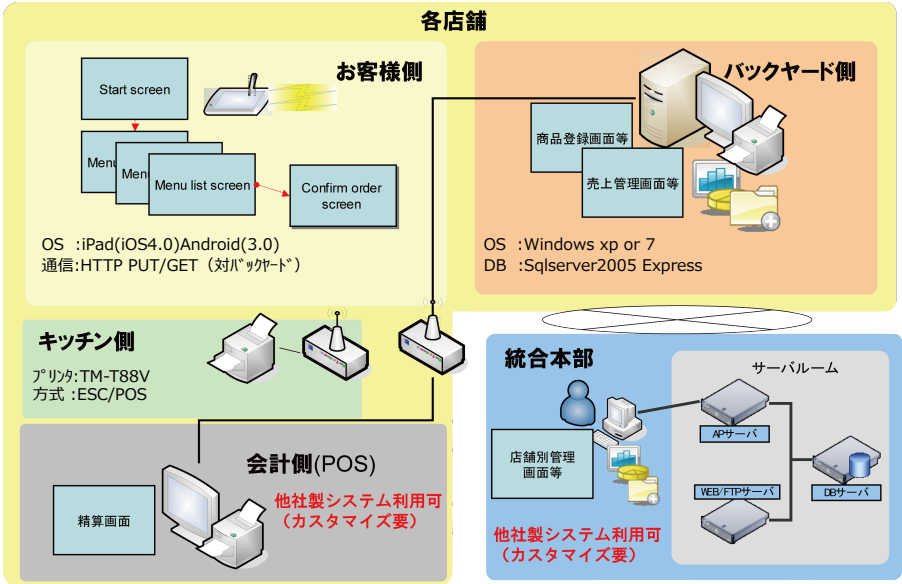 各店舗
お客様側
Start screen
Menu
Menu
Menu list screen
Confirm order
screen
OS :iPad(iOS4.0)Android(3.0)
通信:HTTP PUT/GET（対ﾊﾞｯｸﾔｰﾄﾞ）
バックヤード側
商品登録画面等
売上管理画面等
OS :Windows xp or 7
DB :Sqlserver2005 Express
キッチン側
ﾌﾟﾘﾝﾀ:TM-T88V
方式 :ESC/POS
会計側(POS)
精算画面
他社製システム利用可
（カスタマイズ要）
統合本部
店舗別管理
画面等
他社製システム利用可
（カスタマイズ要）
サーバルーム
APサーバ
WEB/FTPサーバ
DBサーバ